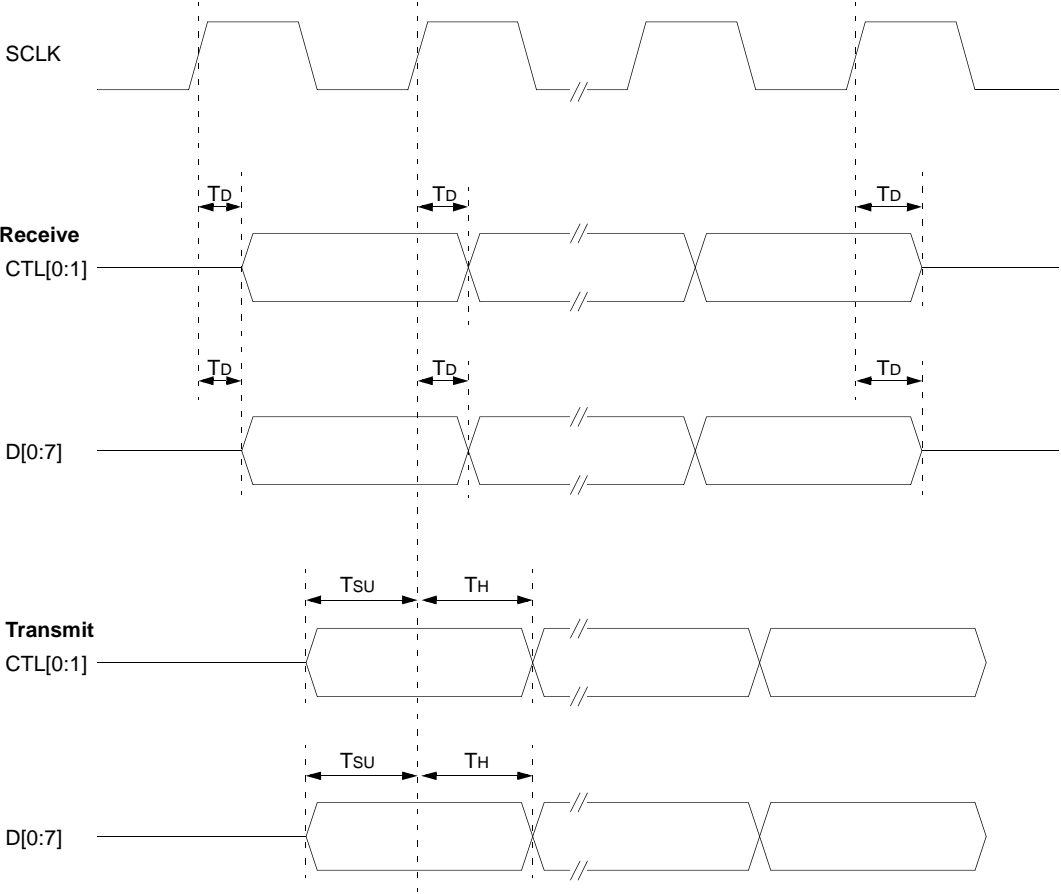 SCLK
TD TD TD
Receive
CTL[0:1]
TD TD TD
D[0:7]
TSU TH
Transmit
CTL[0:1]
TSU TH
D[0:7]